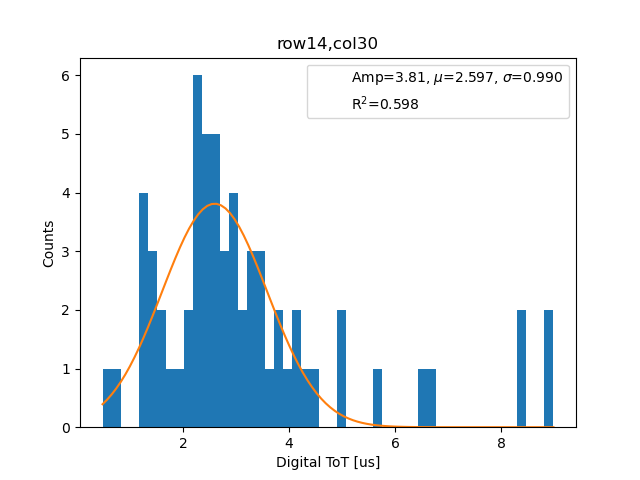 row14,col30
Amp=3.81, μ=2.597, σ=0.990
R²=0.598
Counts
6
5
4
3
2
1
0
2 4 6 8
Digital ToT [us]